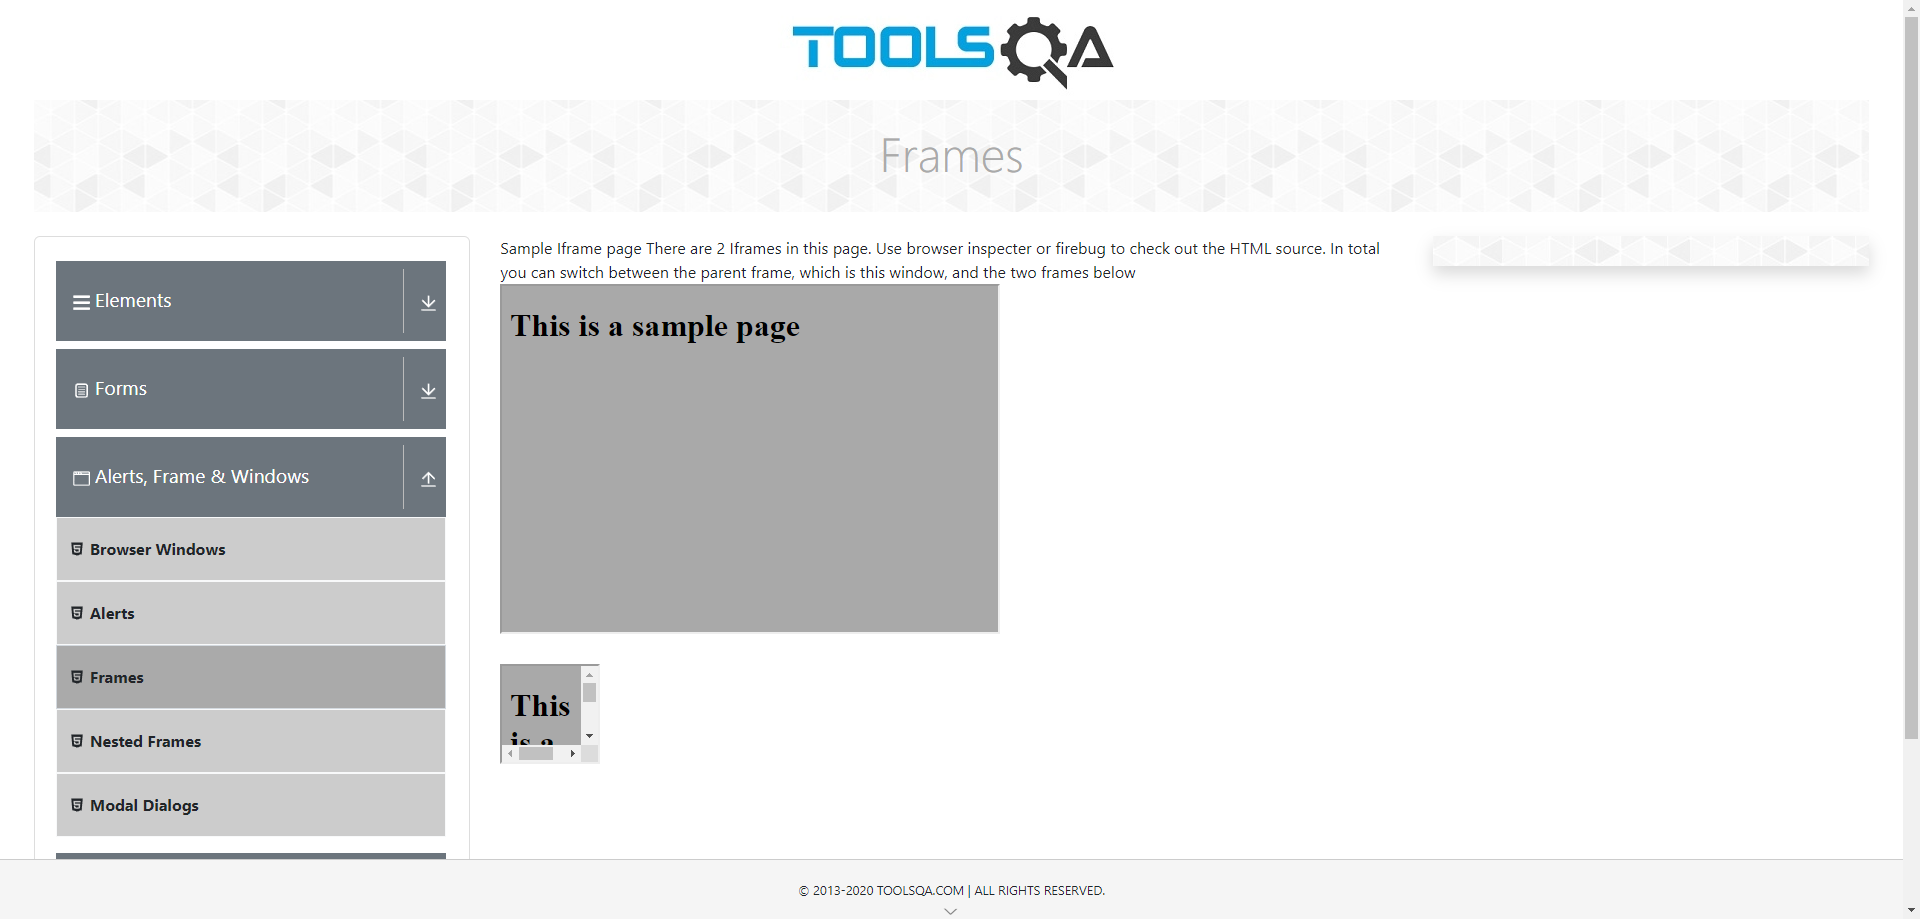 TOOLSQA
Frames
Elements
Forms
Alerts, Frame & Windows
Browser Windows
Alerts
Frames
Nested Frames
Modal Dialogs
Sample Iframe page There are 2 Iframes in this page. Use browser inspecter or firebug to check out the HTML source. In total
you can switch between the parent frame, which is this window, and the two frames below
This is a sample page
This
is a
© 2013-2020 TOOLSQA.COM | ALL RIGHTS RESERVED.